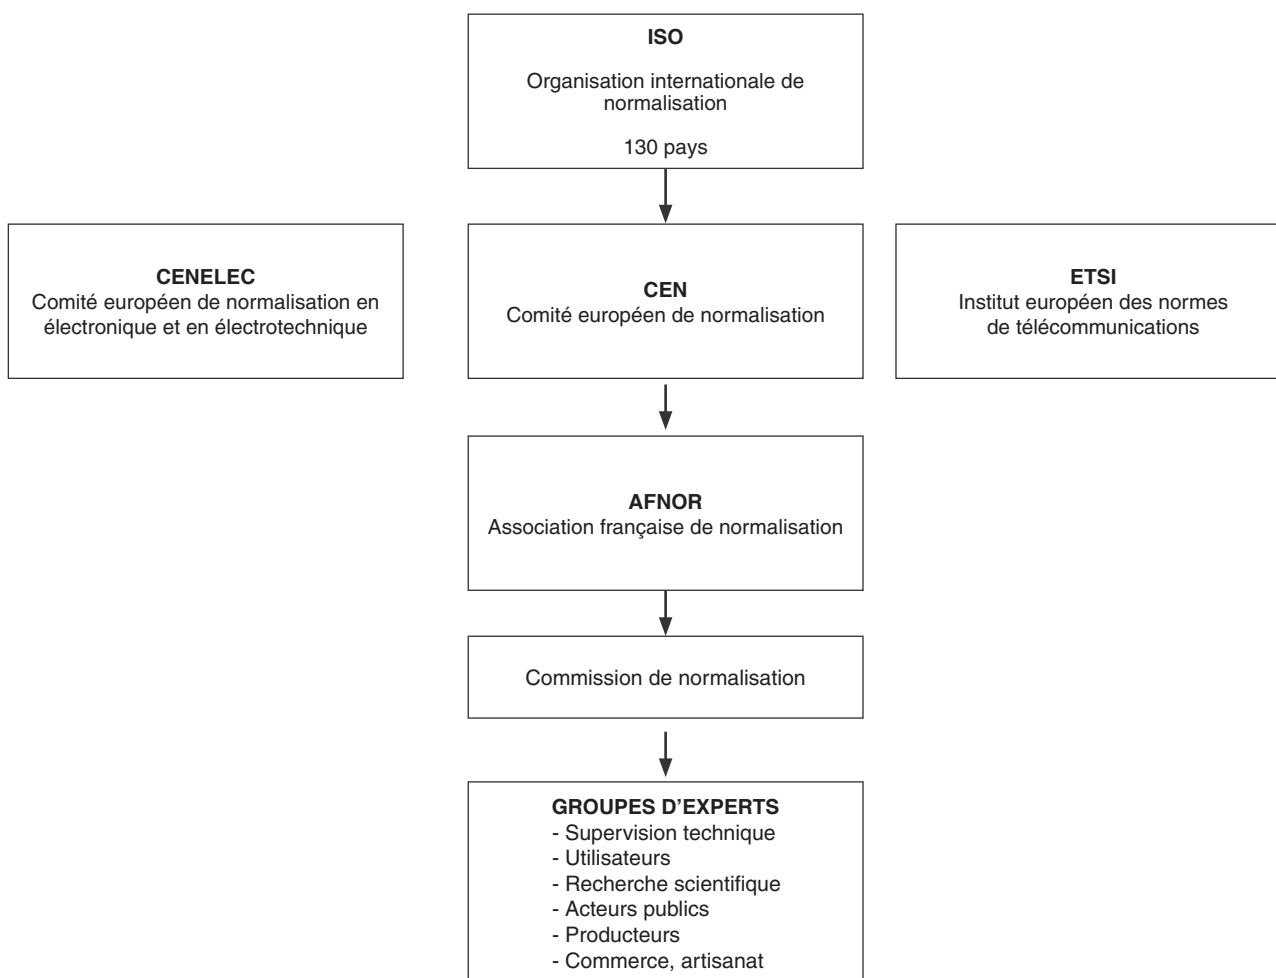 ISO
Organisation internationale de
normalisation
130 pays
CENELEC
Comité européen de normalisation en
électronique et en électrotechnique
CEN
Comité européen de normalisation
ETSI
Institut européen des normes
de télécommunications
AFNOR
Association française de normalisation
Commission de normalisation
GROUPES D’EXPERTS
- Supervision technique
- Utilisateurs
- Recherche scientifique
- Acteurs publics
- Producteurs
- Commerce, artisanat